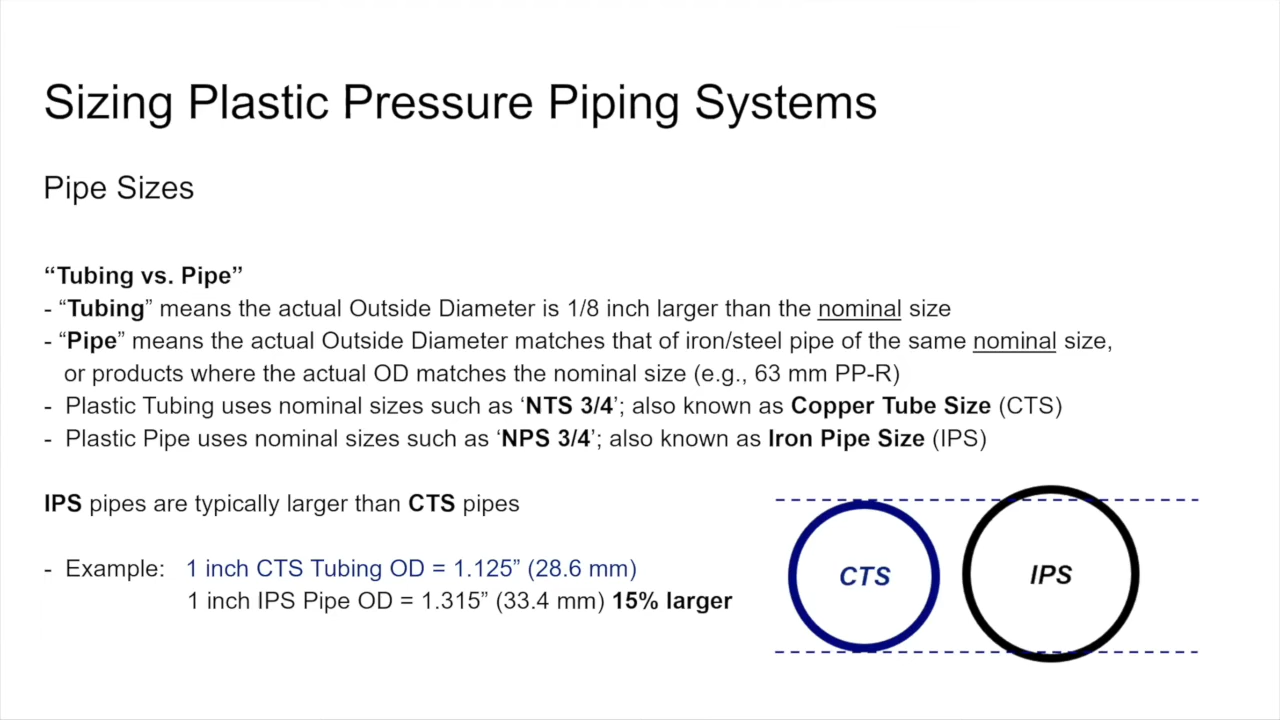 Sizing Plastic Pressure Piping Systems
Pipe Sizes
“Tubing vs. Pipe”
- “Tubing” means the actual Outside Diameter is 1/8 inch larger than the nominal size
- “Pipe” means the actual Outside Diameter matches that of iron/steel pipe of the same nominal size,
or products where the actual OD matches the nominal size (e.g., 63 mm PP-R)
- Plastic Tubing uses nominal sizes such as ‘NTS 3/4’; also known as Copper Tube Size (CTS)
- Plastic Pipe uses nominal sizes such as ‘NPS 3/4’; also known as Iron Pipe Size (IPS)
IPS pipes are typically larger than CTS pipes
- Example: 1 inch CTS Tubing OD = 1.125” (28.6 mm)
1 inch IPS Pipe OD = 1.315” (33.4 mm) 15% larger
CTS
IPS